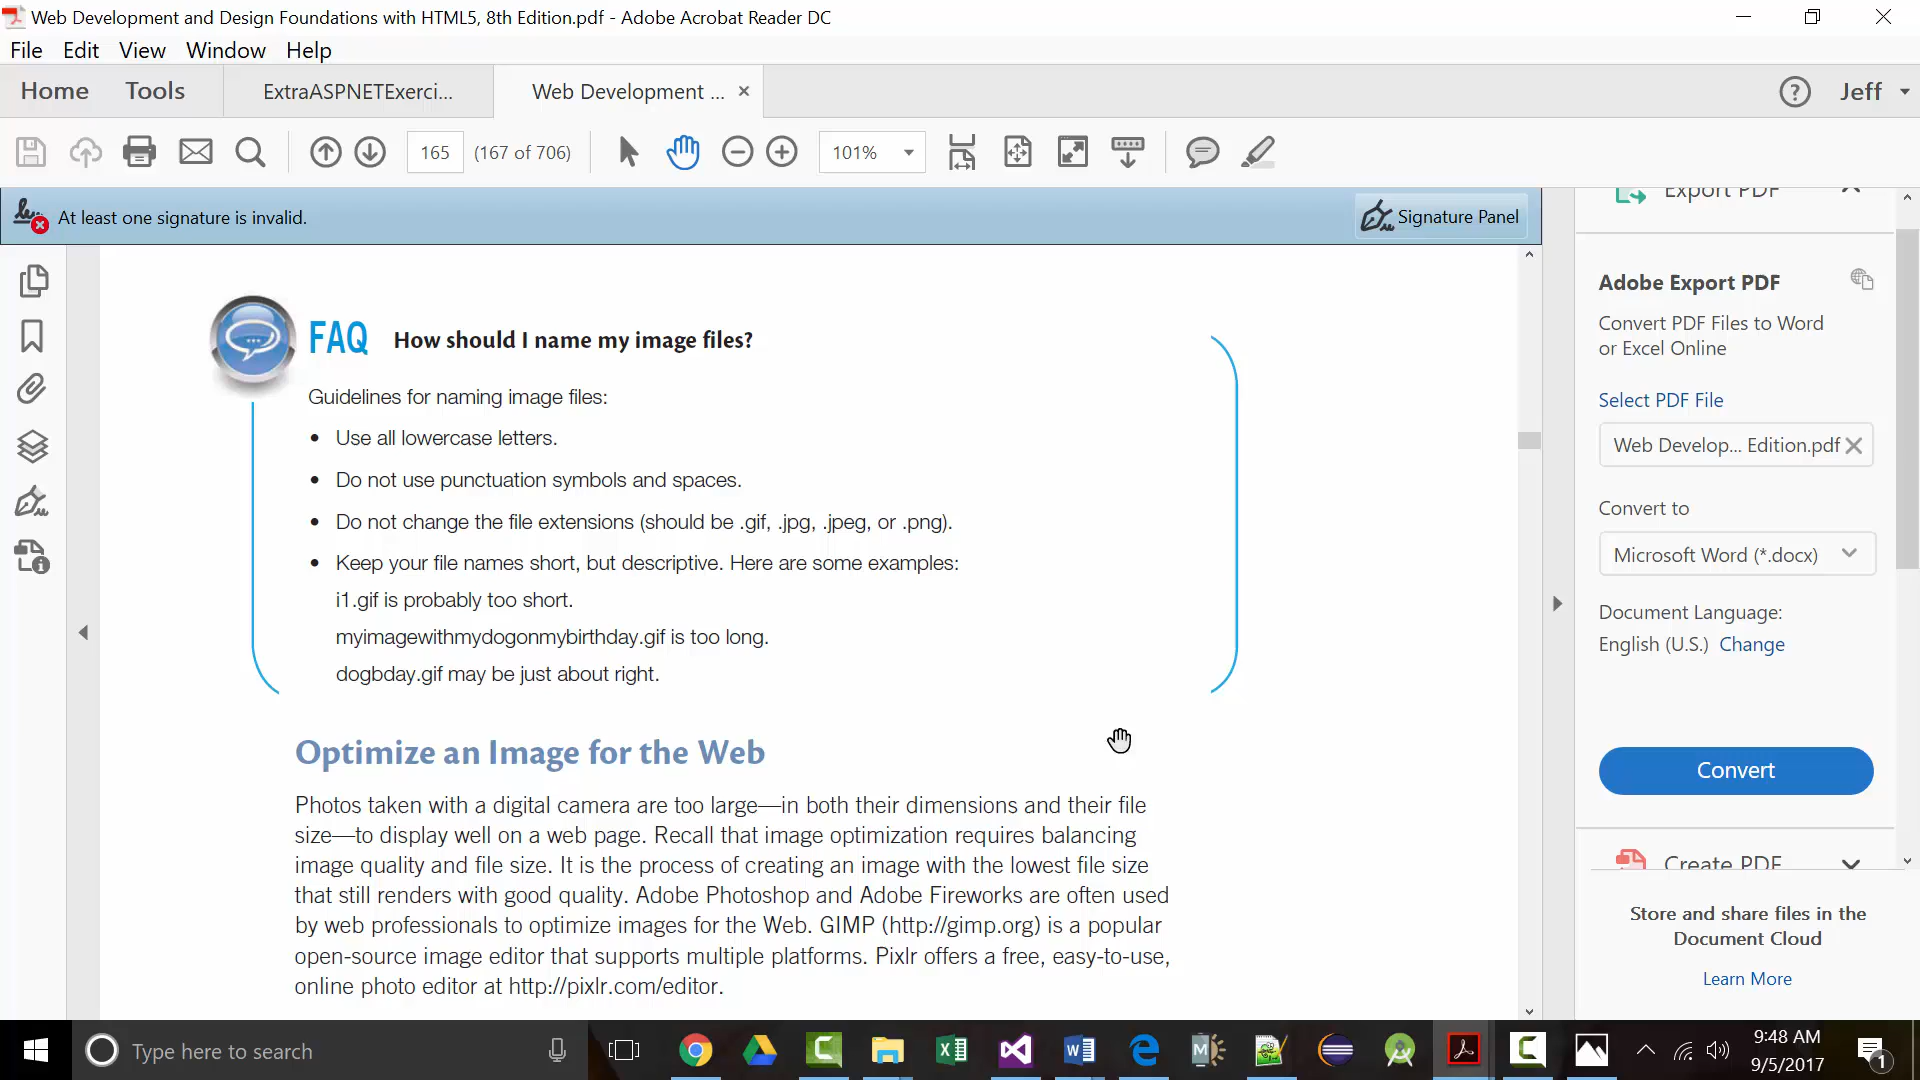 Web Development and Design Foundations with HTML5, 8th Edition.pdf - Adobe Acrobat Reader DC
File Edit View Window Help
Home Tools ExtraASPNETExerci... Web Development ... Jeff
165 (167 of 706) 101%
At least one signature is invalid.
Signature Panel
FAQ How should I name my image files?
Guidelines for naming image files:
• Use all lowercase letters.
• Do not use punctuation symbols and spaces.
• Do not change the file extensions (should be .gif, .jpg, .jpeg, or .png).
• Keep your file names short, but descriptive. Here are some examples:
i1.gif is probably too short.
myimagewithmydogonmybirthday.gif is too long.
dogbday.gif may be just about right.
Optimize an Image for the Web
Photos taken with a digital camera are too large—in both their dimensions and their file
size—to display well on a web page. Recall that image optimization requires balancing
image quality and file size. It is the process of creating an image with the lowest file size
that still renders with good quality. Adobe Photoshop and Adobe Fireworks are often used
by web professionals to optimize images for the Web. GIMP (http://gimp.org) is a popular
open-source image editor that supports multiple platforms. Pixlr offers a free, easy-to-use,
online photo editor at http://pixlr.com/editor.
Export PDF
Adobe Export PDF
Convert PDF Files to Word
or Excel Online
Select PDF File
Web Develop... Edition.pdf
Convert to
Microsoft Word (*.docx)
Document Language:
English (U.S.) Change
Convert
Create PDF
Store and share files in the
Document Cloud
Learn More
Type here to search
9:48 AM
9/5/2017
1